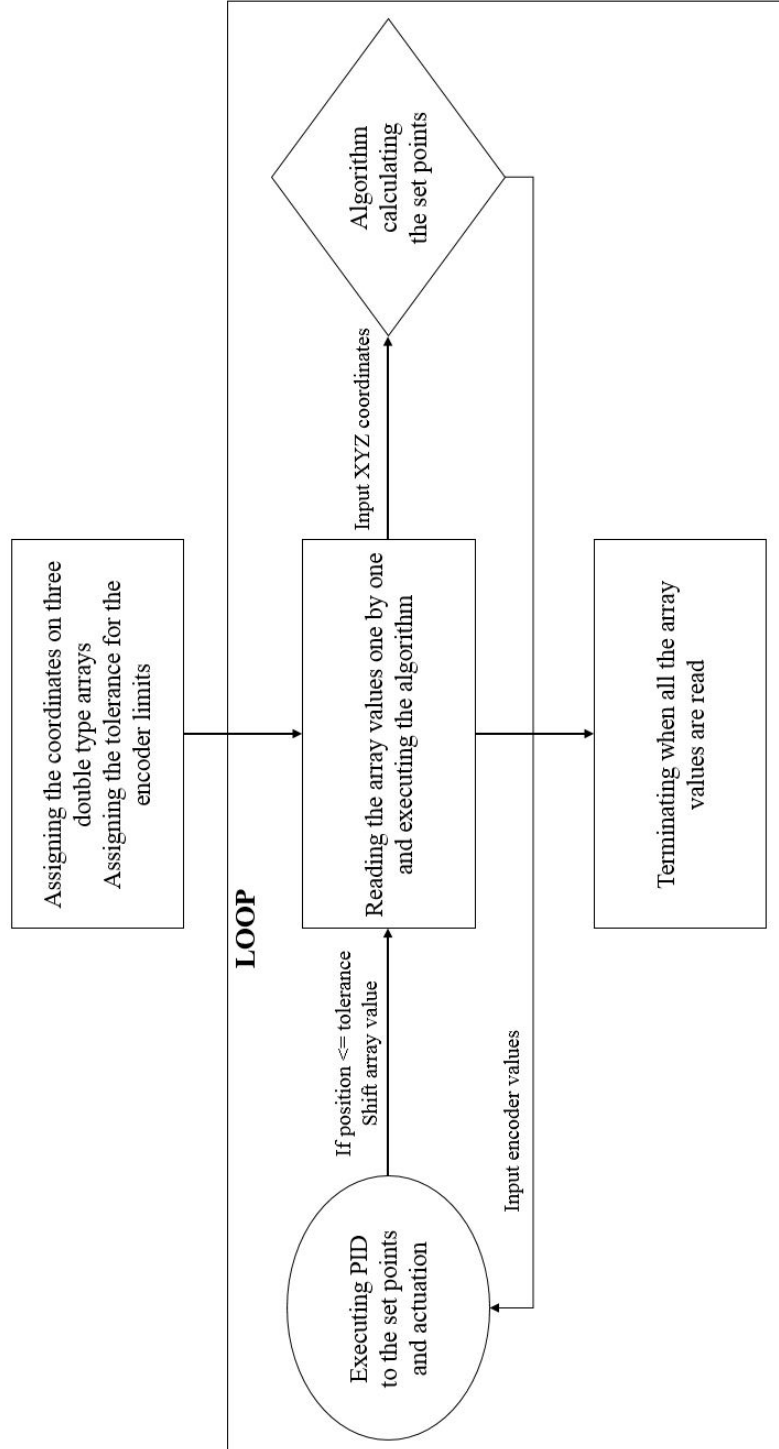 Assigning the coordinates on three
double type arrays
Assigning the tolerance for the
encoder limits
LOOP
Executing PID
to the set points
and actuation
If position <= tolerance
Shift array value
Reading the array values one by one
and executing the algorithm
Input XYZ coordinates
Algorithm
calculating
the set points
Input encoder values
Terminating when all the array
values are read